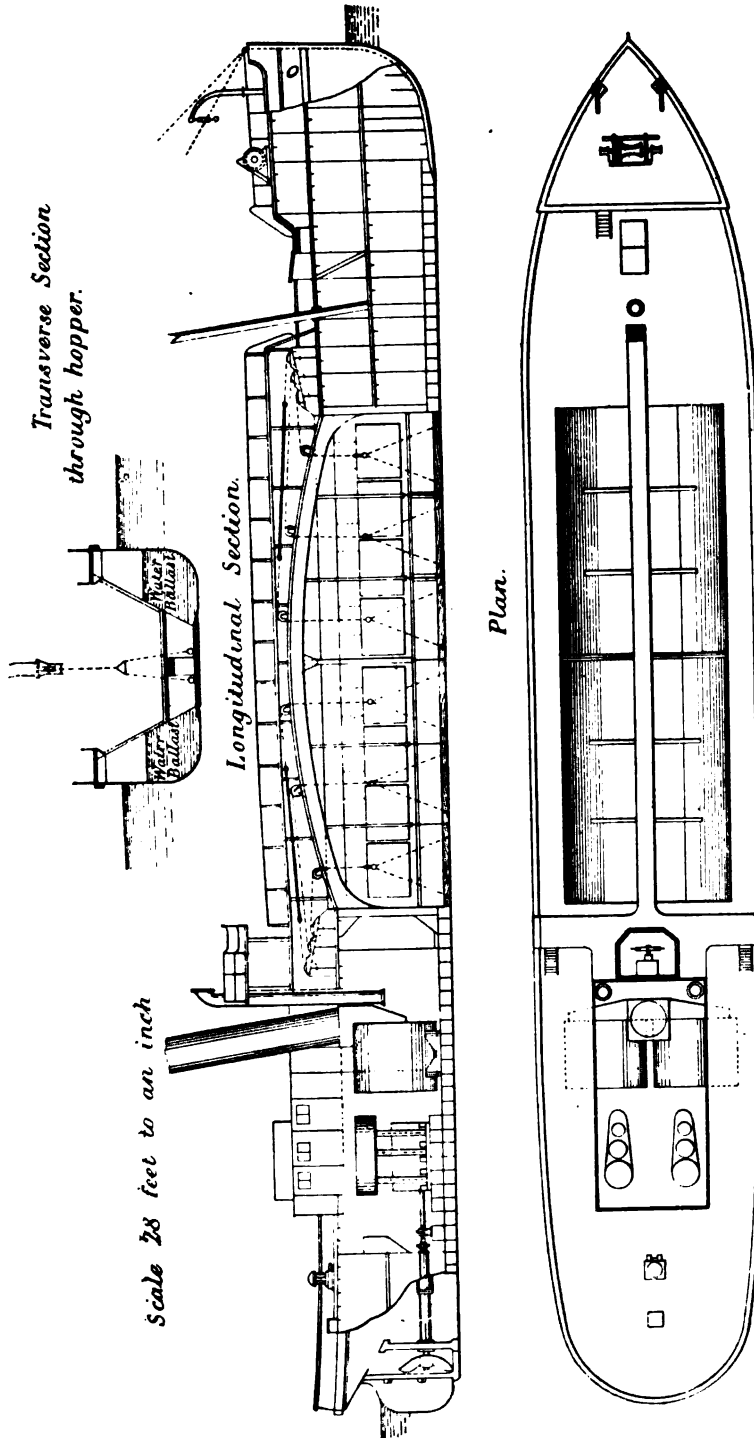 Transverse Section
through hopper.
Water
Ballast
Water
Ballast
Longitudinal Section.
Scale 28 feet to an inch
Plan.